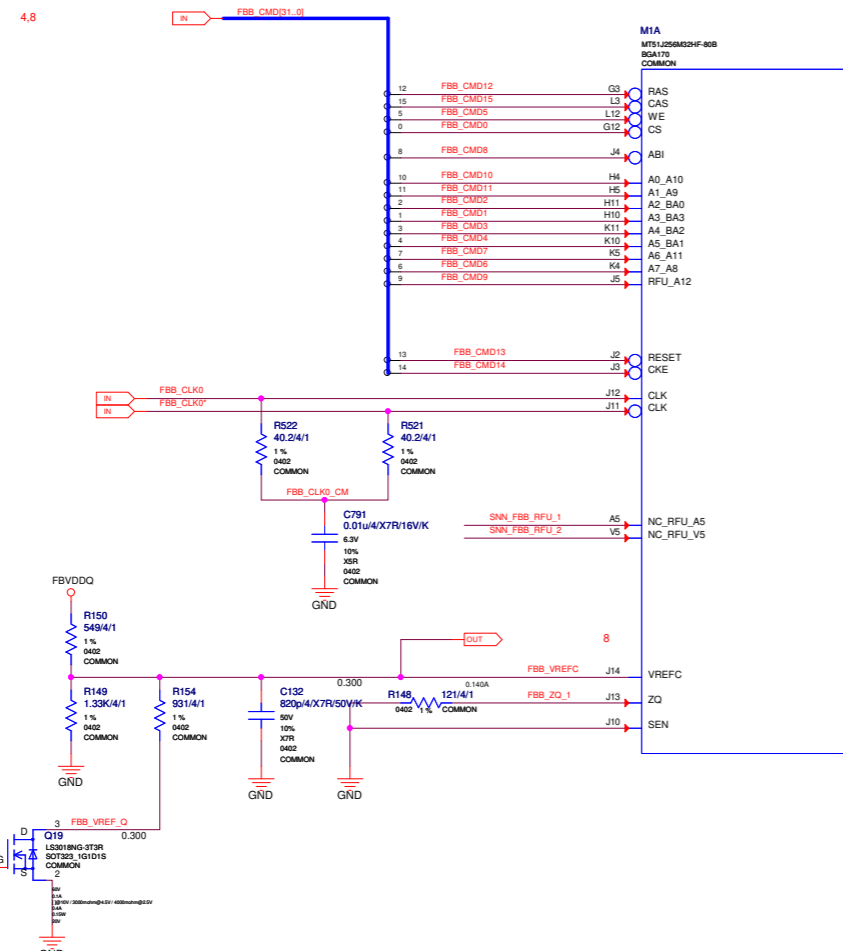 4,8
IN
FBB_CMD[31..0]
M1A
MT51J256M32HF-80B
BGA170
COMMON
12 FBB_CMD12 G3 RAS
15 FBB_CMD15 L3 CAS
5 FBB_CMD5 L12 WE
0 FBB_CMD0 G12 CS
8 FBB_CMD8 J4 ABI
10 FBB_CMD10 H4 A0_A10
11 FBB_CMD11 H5 A1_A9
2 FBB_CMD2 H11 A2_BA0
1 FBB_CMD1 H10 A3_BA3
3 FBB_CMD3 K11 A4_BA2
4 FBB_CMD4 K10 A5_BA1
7 FBB_CMD7 K5 A6_A11
6 FBB_CMD6 K4 A7_A8
9 FBB_CMD9 J5 RFU_A12
13 FBB_CMD13 J2 RESET
14 FBB_CMD14 J3 CKE
IN FBB_CLK0 J12 CLK
IN FBB_CLK0* J11 CLK
R522
40.2/4/1
1 %
0402
COMMON
R521
40.2/4/1
1 %
0402
COMMON
FBB_CLK0_CM
C791
0.01u/4/X7R/16V/K
6.3V
10%
X5R
0402
COMMON
GND
SNN_FBB_RFU_1 A5 NC_RFU_A5
SNN_FBB_RFU_2 V5 NC_RFU_V5
FBVDDQ
R150
549/4/1
1 %
0402
COMMON
OUT
8
0.300
FBB_VREFC J14 VREFC
0.140A
R149
1.33K/4/1
1 %
0402
COMMON
GND
R154
931/4/1
1 %
0402
COMMON
C132
820p/4/X7R/50V/K
50V
10%
X7R
0402
COMMON
GND
R148 121/4/1
0402 1 % COMMON
FBB_ZQ_1 J13 ZQ
J10 SEN
GND
3 FBB_VREF_Q
0.300
D
Q19
LS3018NG-3T3R
SOT323_1G1D1S
COMMON
G
S
2
60V
0.1A
0.15W
20V
GND